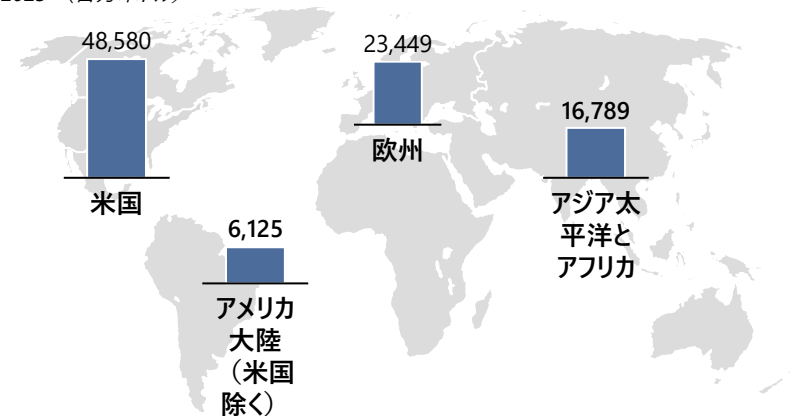 48,580
米国
23,449
欧州
16,789
アジア太
平洋と
アフリカ
6,125
アメリカ
大陸
（米国
除く）